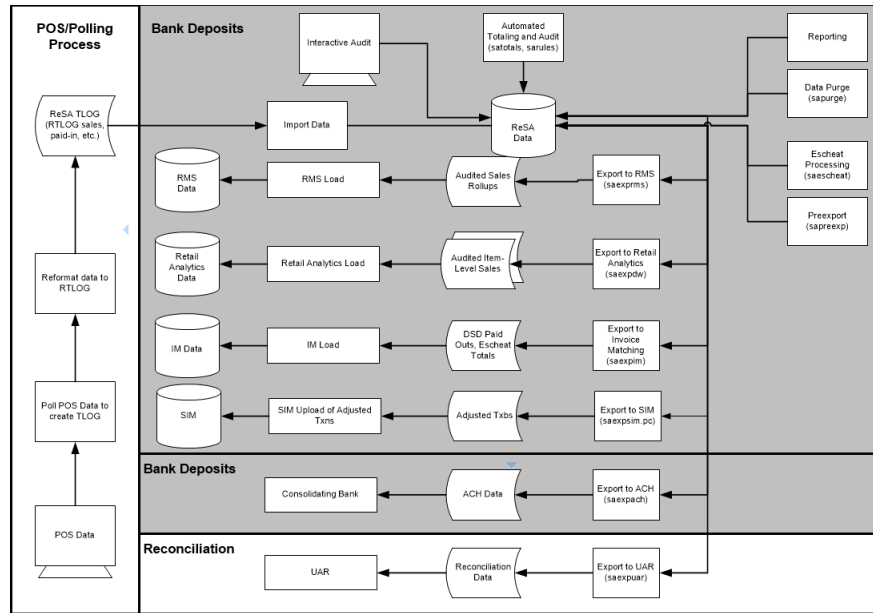 POS/Polling
Process
Bank Deposits
Interactive Audit
Automated
Totaling and Audit
(satotals, sarules)
Reporting
Data Purge
(sapurge)
ReSA TLOG
(RTLOG sales,
paid-in, etc.)
Import Data
ReSA
Data
Escheat
Processing
(saescheat)
RMS
Data
RMS Load
Audited Sales
Rollups
Export to RMS
(saexprms)
Preexport
(sapreexp)
Reformat data to
RTLOG
Retail
Analytics
Data
Retail Analytics Load
Audited Item-
Level Sales
Export to Retail
Analytics
(saexpdw)
IM Data
IM Load
DSD Paid
Outs, Escheat
Totals
Export to
Invoice
Matching
(saexpim)
Poll POS Data to
create TLOG
SIM
SIM Upload of Adjusted
Txns
Adjusted Txbs
Export to SIM
(saexpsim.pc)
Bank Deposits
Consolidating Bank
ACH Data
Export to ACH
(saexpach)
POS Data
Reconciliation
UAR
Reconciliation
Data
Export to UAR
(saexpuar)